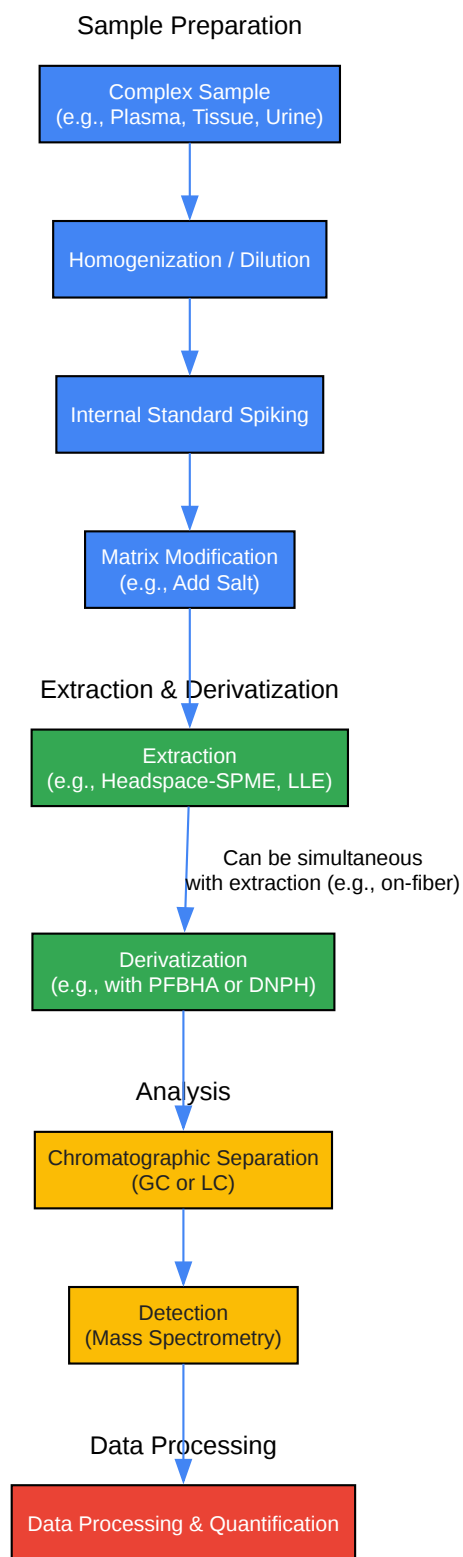 Sample Preparation
Complex Sample
(e.g., Plasma, Tissue, Urine)
Homogenization / Dilution
Internal Standard Spiking
Matrix Modification
(e.g., Add Salt)
Extraction & Derivatization
Extraction
(e.g., Headspace-SPME, LLE)
Can be simultaneous
with extraction (e.g., on-fiber)
Derivatization
(e.g., with PFBHA or DNPH)
Analysis
Chromatographic Separation
(GC or LC)
Detection
(Mass Spectrometry)
Data Processing
Data Processing & Quantification